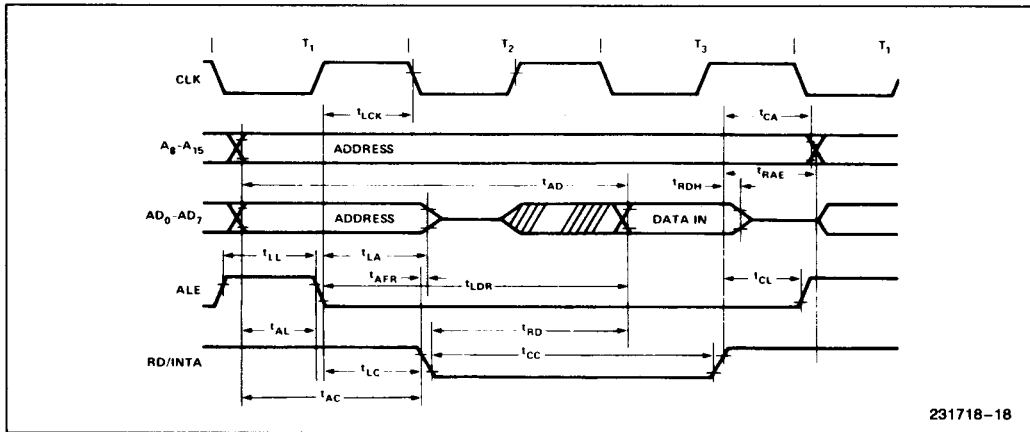 T1 T2 T3 T1
CLK
tLCK tCA
A8-A15 ADDRESS
tRAE
tAD tRDH
AD0-AD7 ADDRESS DATA IN
tLL tLA
tAFR tLDR tCL
ALE
tAL tRD
tCC
RD/INTA
tLC
tAC
231718-18